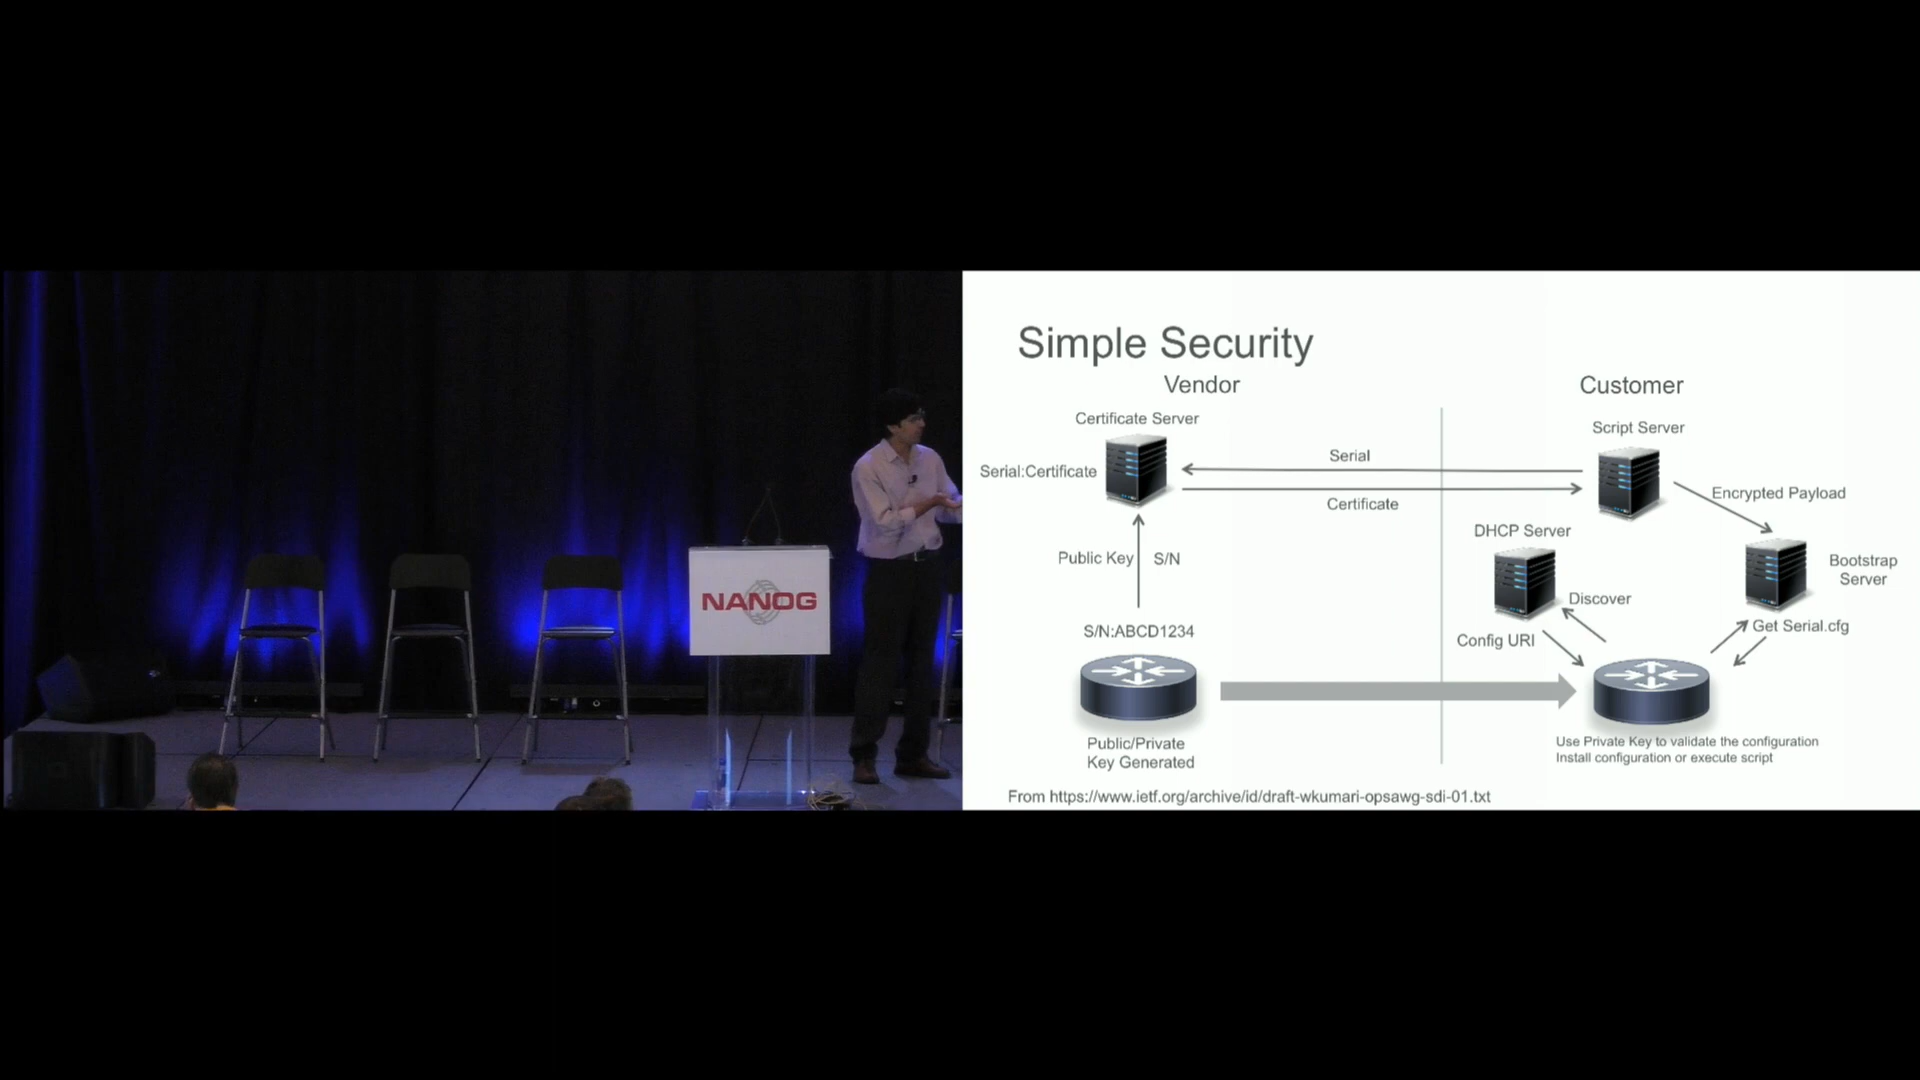 NANOG
Simple Security
Vendor
Customer
Certificate Server
Script Server
Serial:Certificate
Serial
Certificate
Encrypted Payload
DHCP Server
Public Key
S/N
Bootstrap
Server
Discover
Config URI
Get Serial.cfg
S/N:ABCD1234
Public/Private
Key Generated
Use Private Key to validate the configuration
Install configuration or execute script
From https://www.ietf.org/archive/id/draft-wkumari-opsawg-sdi-01.txt